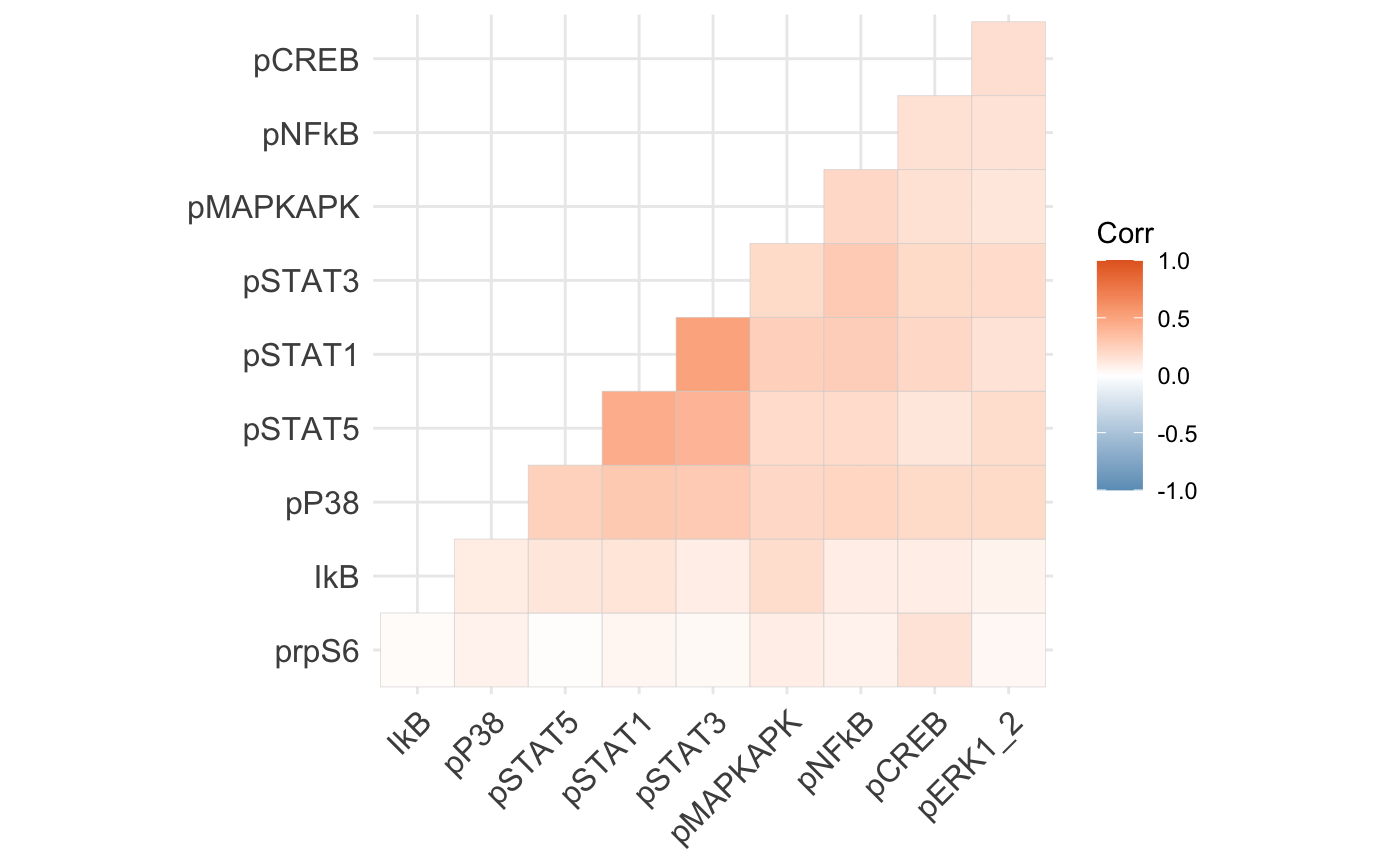 pCREB
pNFkB
pMAPKAPK
pSTAT3
pSTAT1
pSTAT5
pP38
IkB
prpS6
IkB
pP38
pSTAT5
pSTAT1
pSTAT3
pMAPKAPK
pNFkB
pCREB
pERK1_2
Corr
1.0
0.5
0.0
-0.5
-1.0